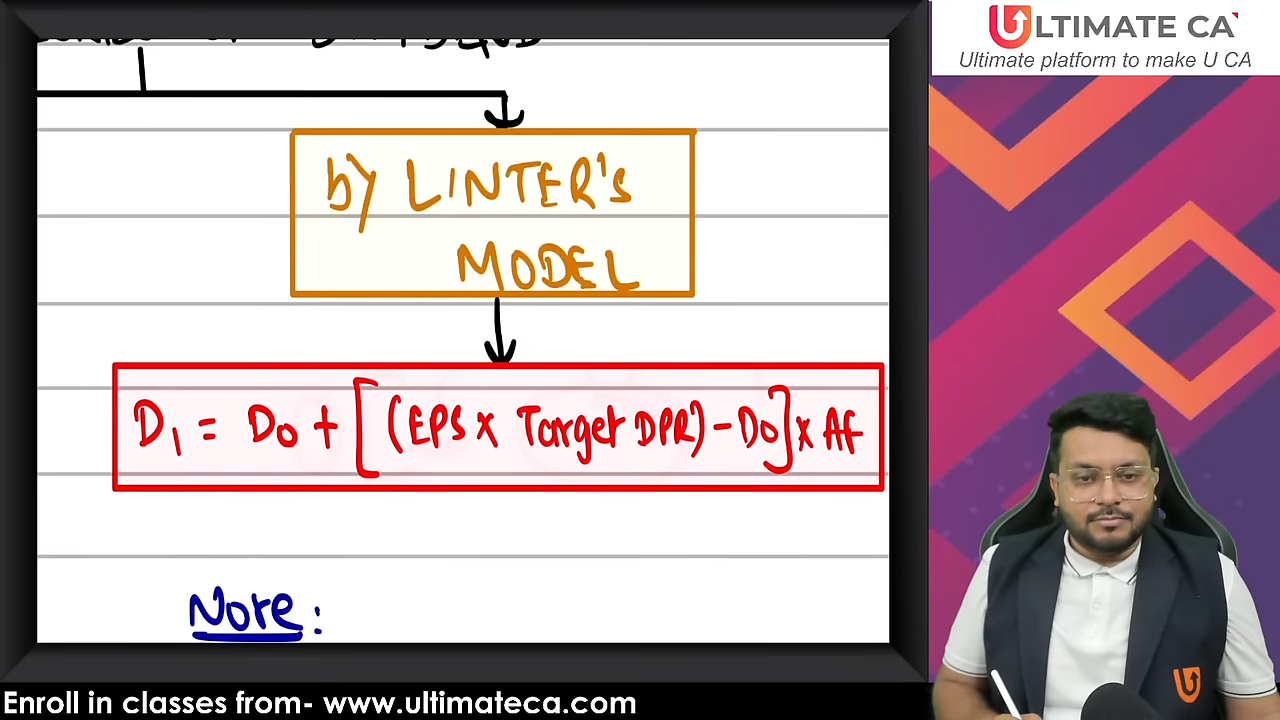 by LINTER'S
MODEL
D1 = D0 + [(EPS x Target DPR) - D0] x Af
Note:
ULTIMATE CA
Ultimate platform to make U CA
Enroll in classes from- www.ultimateca.com